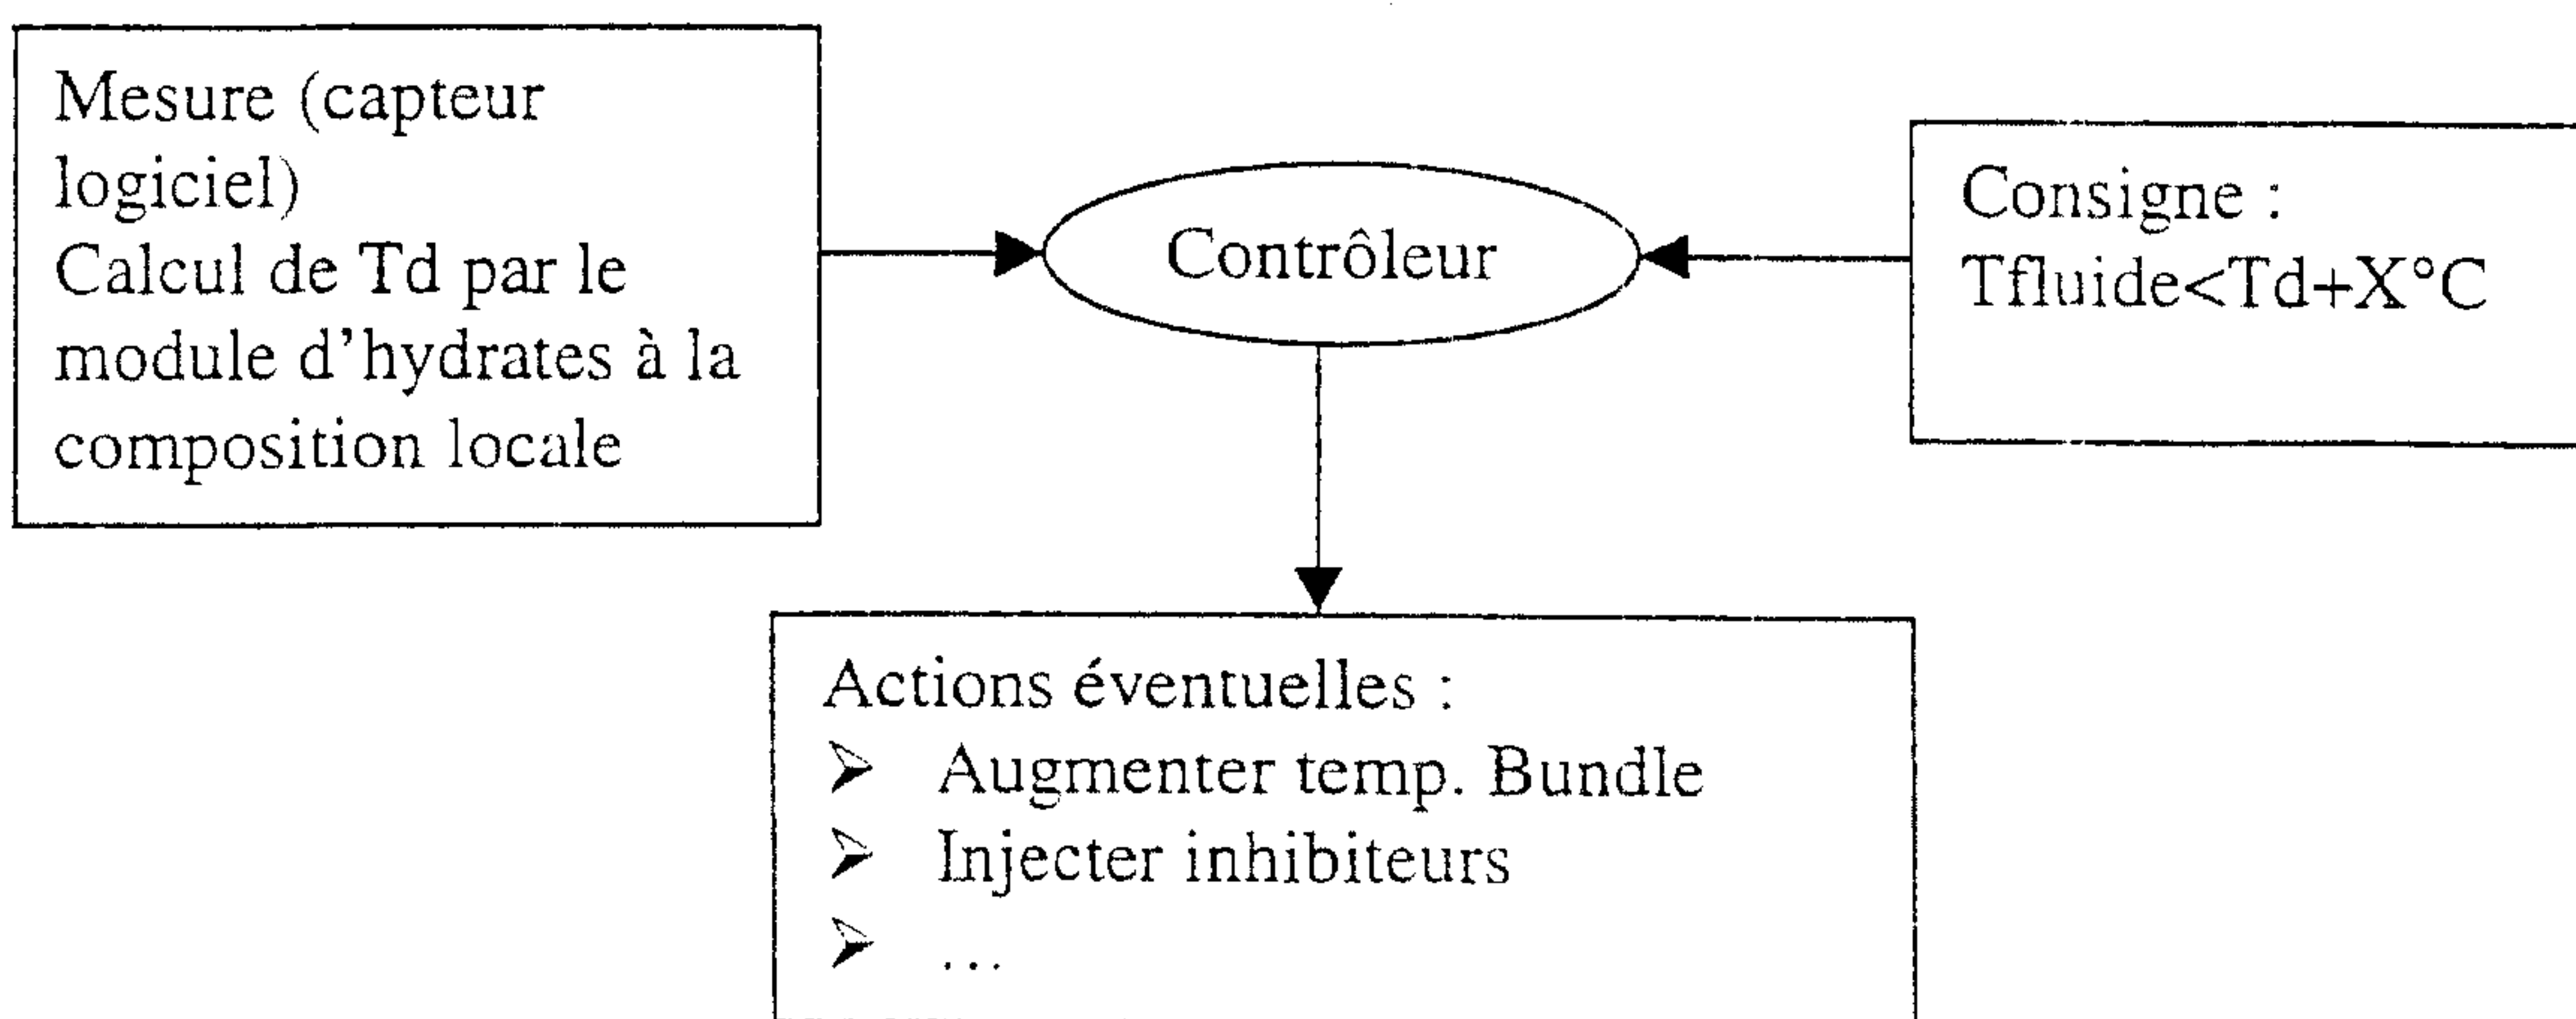 Mesure (capteur
logiciel)
Calcul de Td par le
module d'hydrates à la
composition locale
Contrôleur
Consigne :
Tfluide<Td+X°C
Actions éventuelles :
➢ Augmenter temp. Bundle
➢ Injecter inhibiteurs
➢ ...